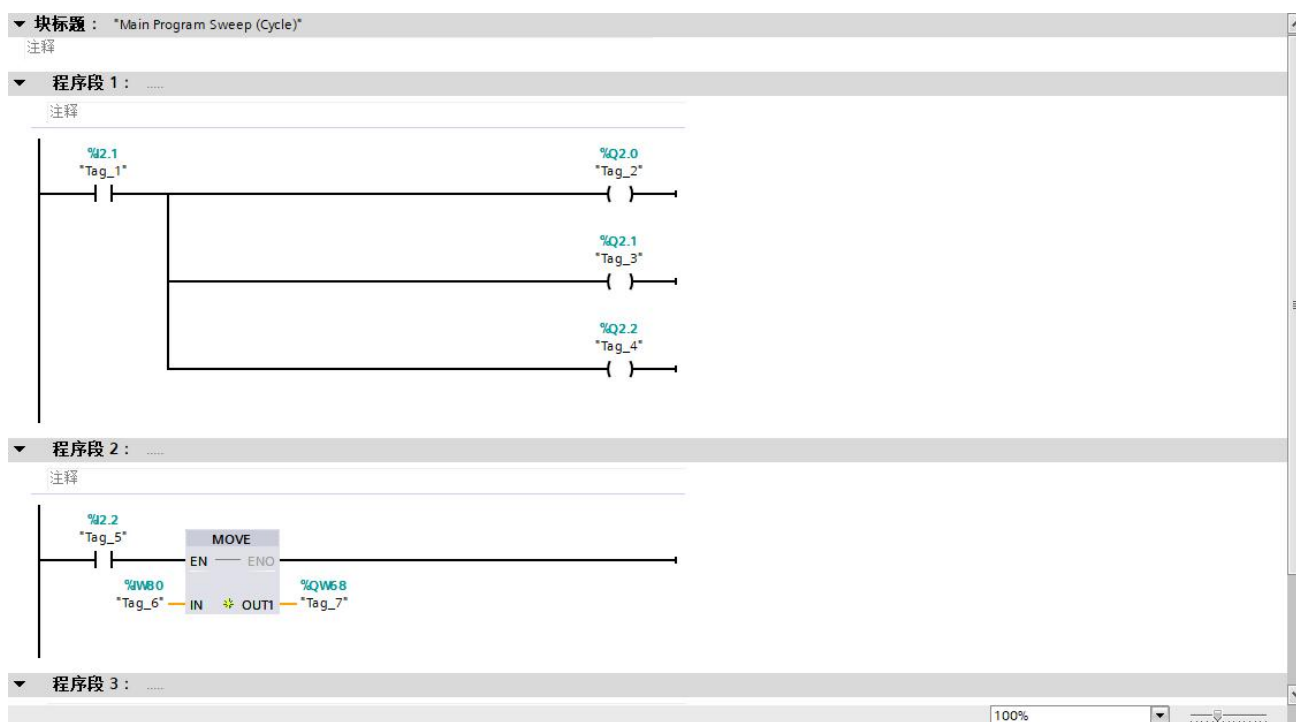 块标题： "Main Program Sweep (Cycle)"
注释
程序段 1： .....
注释
%I2.1
"Tag_1"
%Q2.0
"Tag_2"
%Q2.1
"Tag_3"
%Q2.2
"Tag_4"
程序段 2： .....
注释
%I2.2
"Tag_5"
MOVE
EN ENO
%IW80
"Tag_6" IN OUT1 "Tag_7"
%QW68
程序段 3： .....
100%